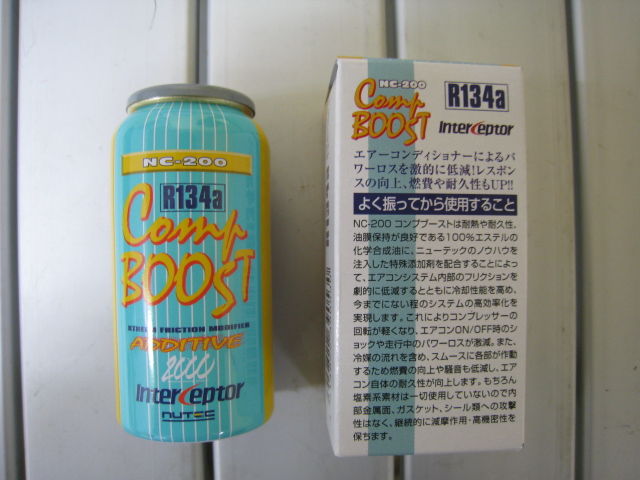 NC-200
R134a
Comp
BOOST
XTREEM FRICTION MODIFIER
ADDITIVE
2000
Interceptor
NUTEC
NC-200
Comp
BOOST
R134a
Interceptor
エアーコンディショナーによるパ
ワーロスを激的に低減!レスポン
スの向上、燃費や耐久性もUP!!
よく振ってから使用すること
NC-200 コンプブーストは耐熱や耐久性、
油膜保持が良好である100%エステルの
化学合成油に、ニューテックのノウハウを
注入した特殊添加剤を配合することによっ
て、エアコンシステム内部のフリクションを
劇的に低減するとともに冷却性能を高め、
今までにない程のシステムの高効率化を
実現します。これによりコンプレッサーの
回転が軽くなり、エアコンON/OFF時のシ
ョックや走行中のパワーロスが激減。また、
冷媒の流れを含め、スムースに各部が作動
するため燃費の向上や騒音も低減し、エア
コン自体の耐久性が向上します。もちろん
塩素系素材は一切使用していないので内
部金属面、ガスケット、シール類への攻撃
性はなく、継続的に減摩作用・高機密性を
保ちます。